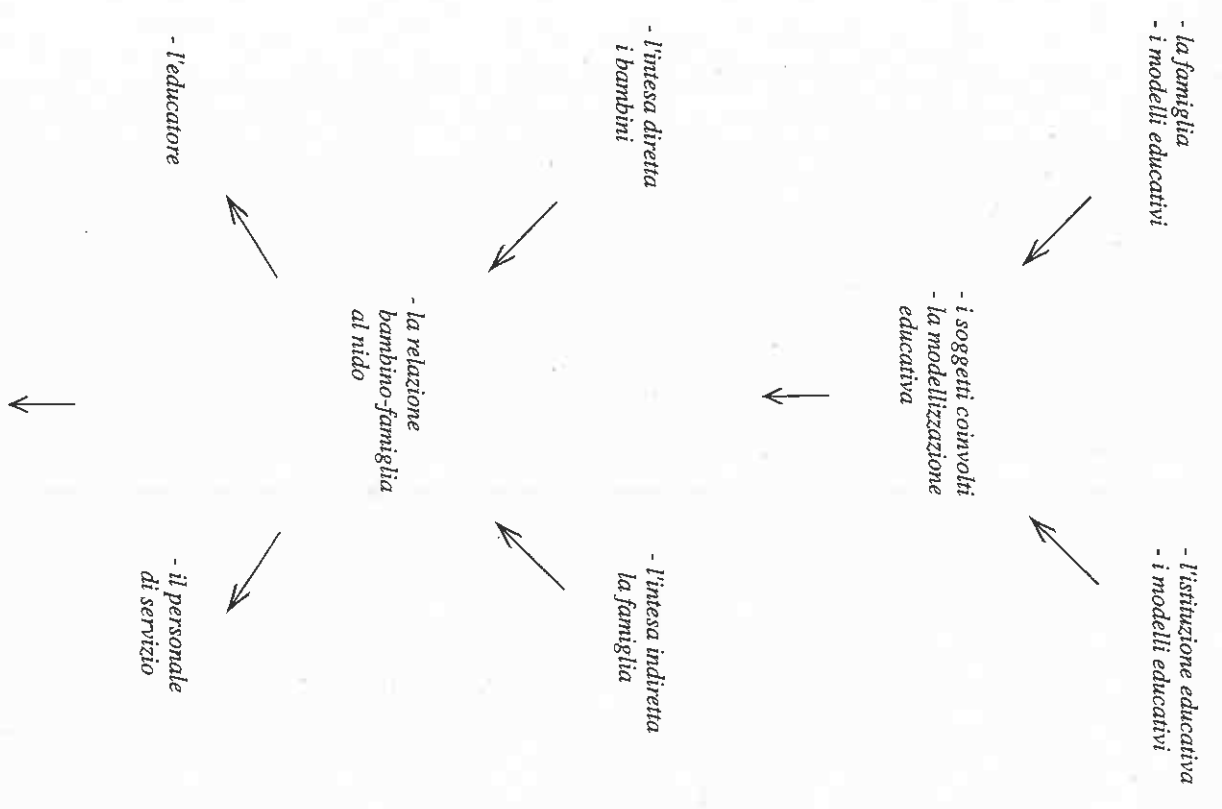 - la famiglia
- i modelli educativi
- l'istituzione educativa
- i modelli educativi
- i soggetti coinvolti
- la modellizzazione
educativa
- l'intesa diretta
i bambini
- l'intesa indiretta
la famiglia
- la relazione
bambino-famiglia
al nido
- l'educatore
- il personale
di servizio